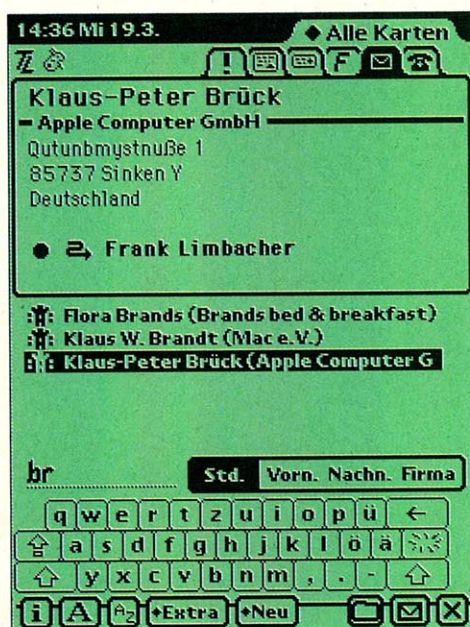 14:36 Mi 19.3.
◆ Alle Karten
F
Klaus-Peter Brück
Apple Computer GmbH
Qutunbmystnuße 1
85737 Sinken Y
Deutschland
Frank Limbacher
Flora Brands (Brands bed & breakfast)
Klaus W. Brandt (Mac e.V.)
Klaus-Peter Brück (Apple Computer G
br
Std. Vorn. Nachn. Firma
q w e r t z u i o p ü ←
a s d f g h j k l ö ä
y x c v b n m , . -
i A Az ◆Extra ◆Neu X